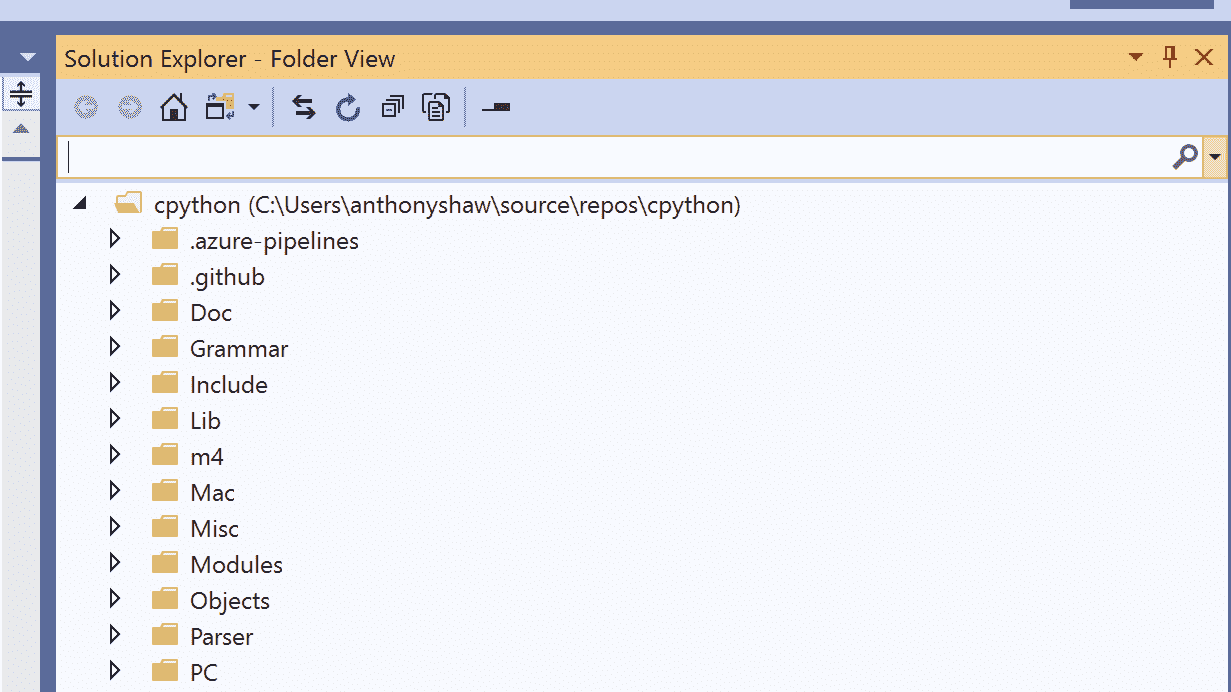 Solution Explorer - Folder View
cpython (C:\Users\anthonyshaw\source\repos\cpython)
.azure-pipelines
.github
Doc
Grammar
Include
Lib
m4
Mac
Misc
Modules
Objects
Parser
PC